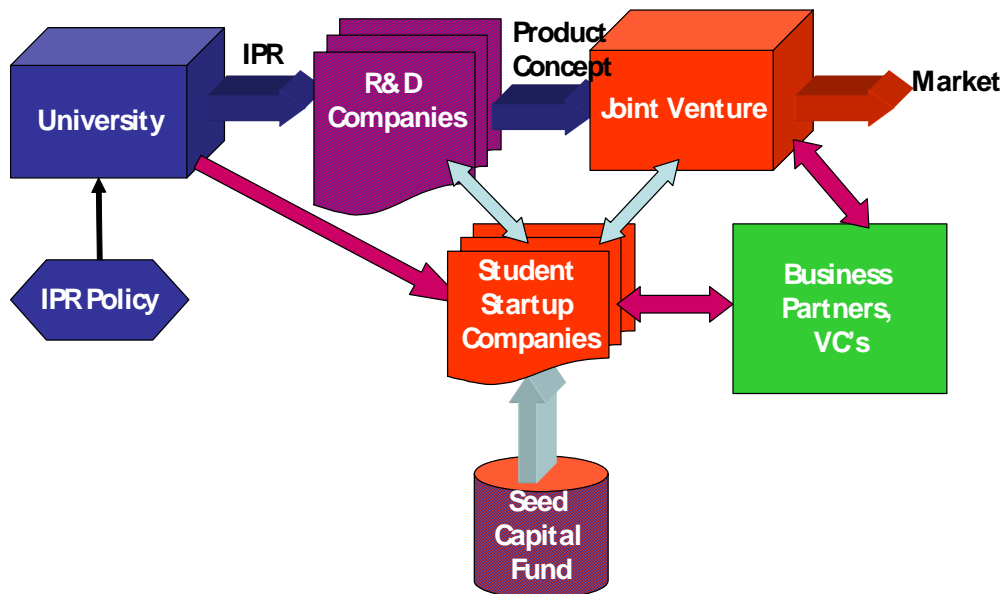 IPR
Product
Concept
Market
University
R&D
Companies
Joint Venture
IPR Policy
Student
Startup
Companies
Business
Partners,
VC's
Seed
Capital
Fund